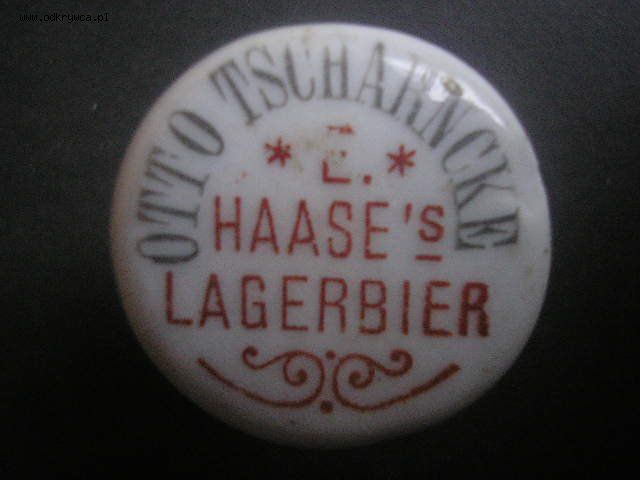 www.odkrywca.pl
OTTO TSCHARNCKE
* E. *
HAASE's
LAGERBIER